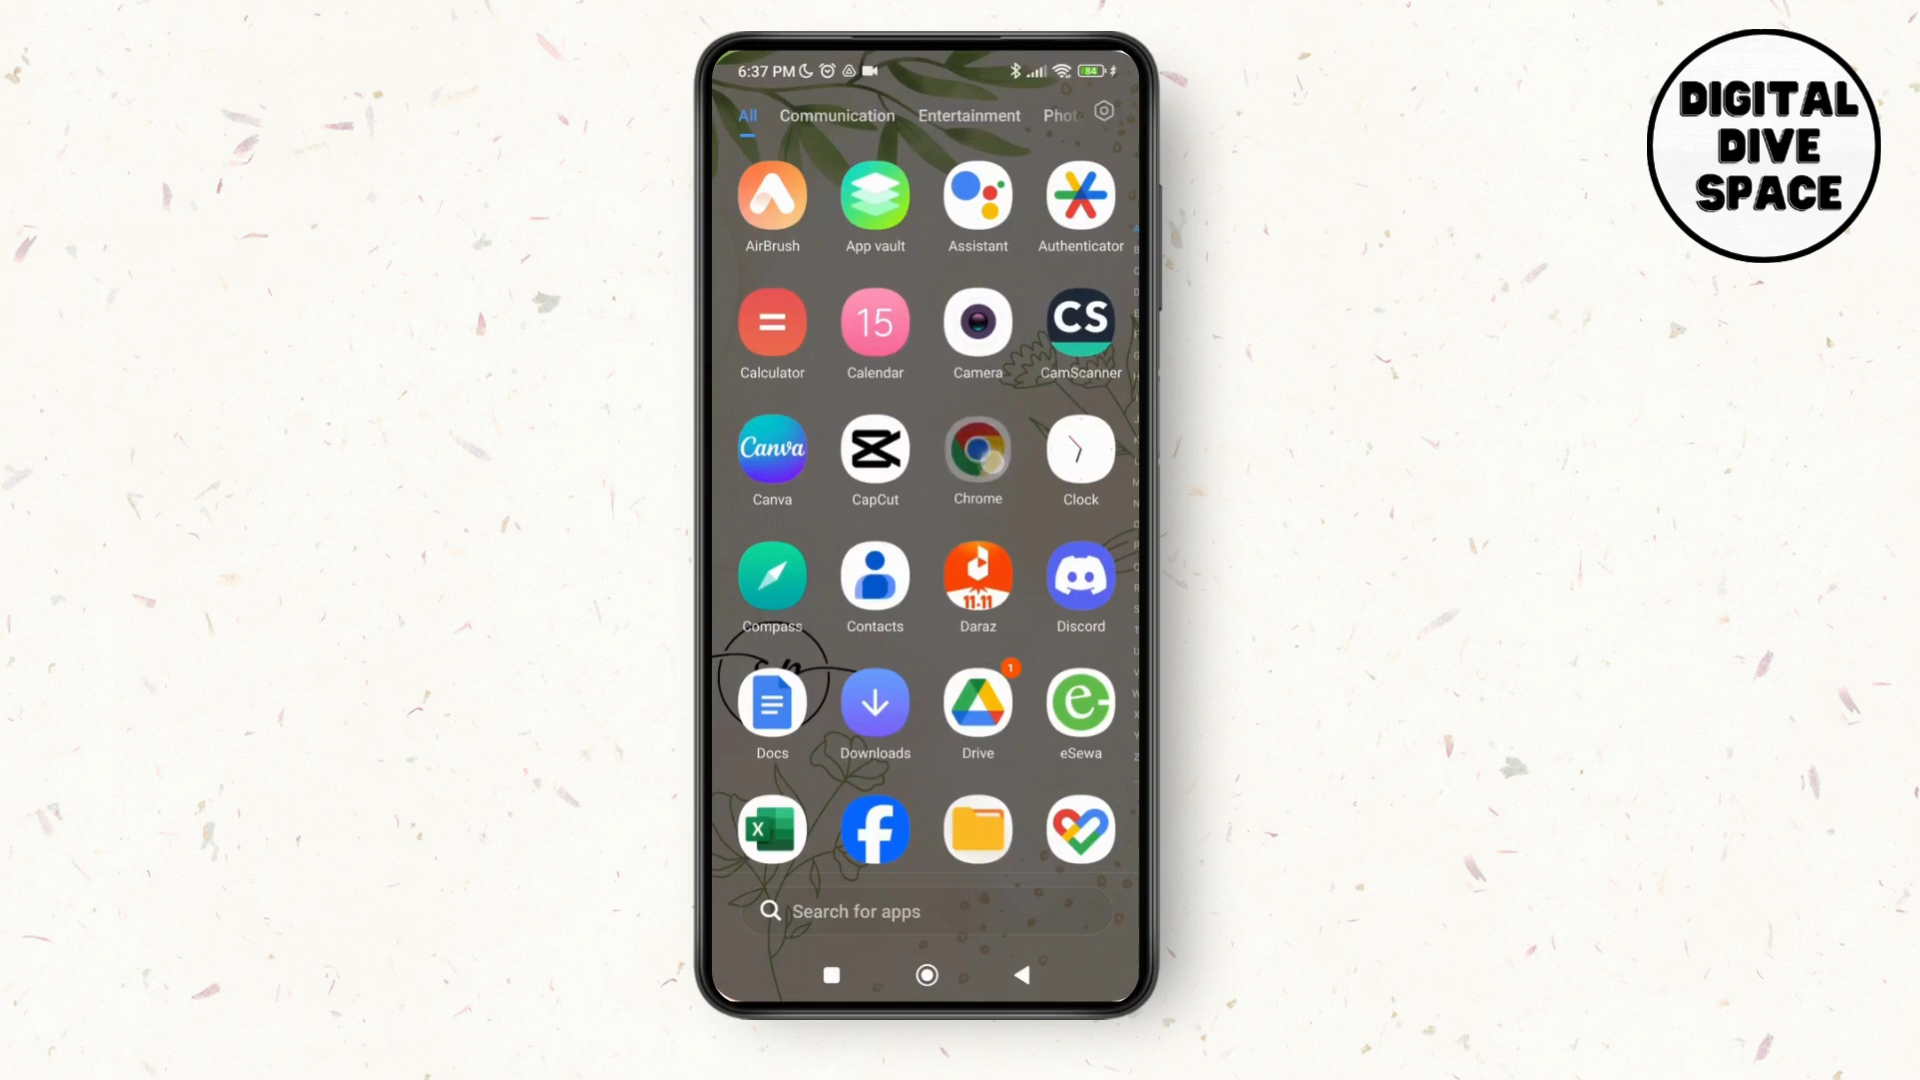 6:37 PM
84
All Communication Entertainment Phot
AirBrush App vault Assistant Authenticator
15
CS
Calculator Calendar Camera CamScanner
Canva
Canva CapCut Chrome Clock
11.11
Compass Contacts Daraz Discord
1
e
Docs Downloads Drive eSewa
X
f
Search for apps
DIGITAL
DIVE
SPACE